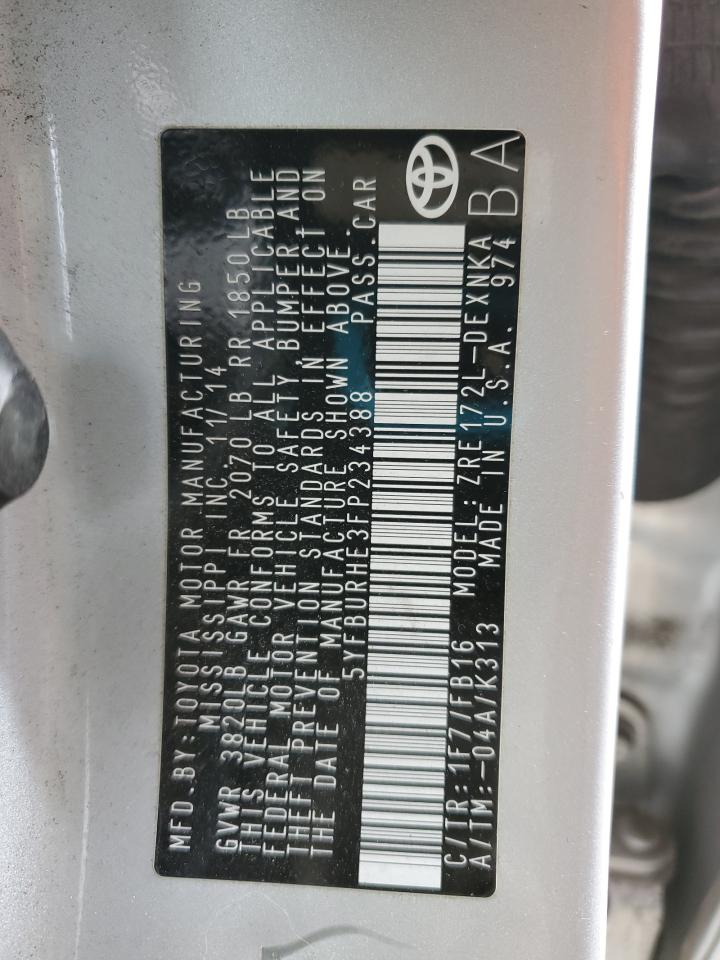 MFD.BY:TOYOTA MOTOR MANUFACTURING
MISSISSIPPI INC.11/14
GVWR 3820LB GAWR FR 2070 LB RR 1850 LB
THIS VEHICLE CONFORMS TO ALL APPLICABLE
FEDERAL MOTOR VEHICLE SAFETY, BUMPER, AND
THEFT PREVENTION STANDARDS IN EFFECT ON
THE DATE OF MANUFACTURE SHOWN ABOVE.
5YFBURHE3FP234388 PASS.CAR
C/TR:1F7/FB16 MODEL:ZRE172L-DEXNKA
A/TM:-04A/K313 MADE IN U.S.A. 974
BA